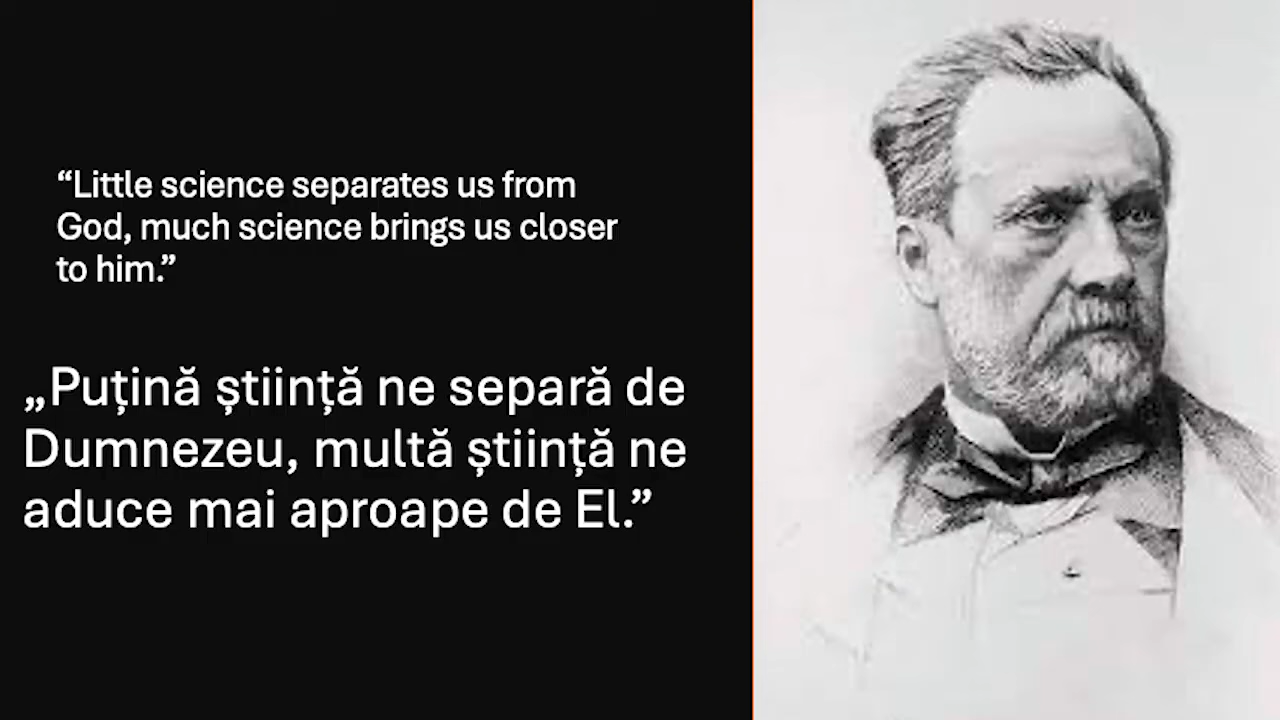 “Little science separates us from
God, much science brings us closer
to him.”
„Puțină știință ne separă de
Dumnezeu, multă știință ne
aduce mai aproape de El.”